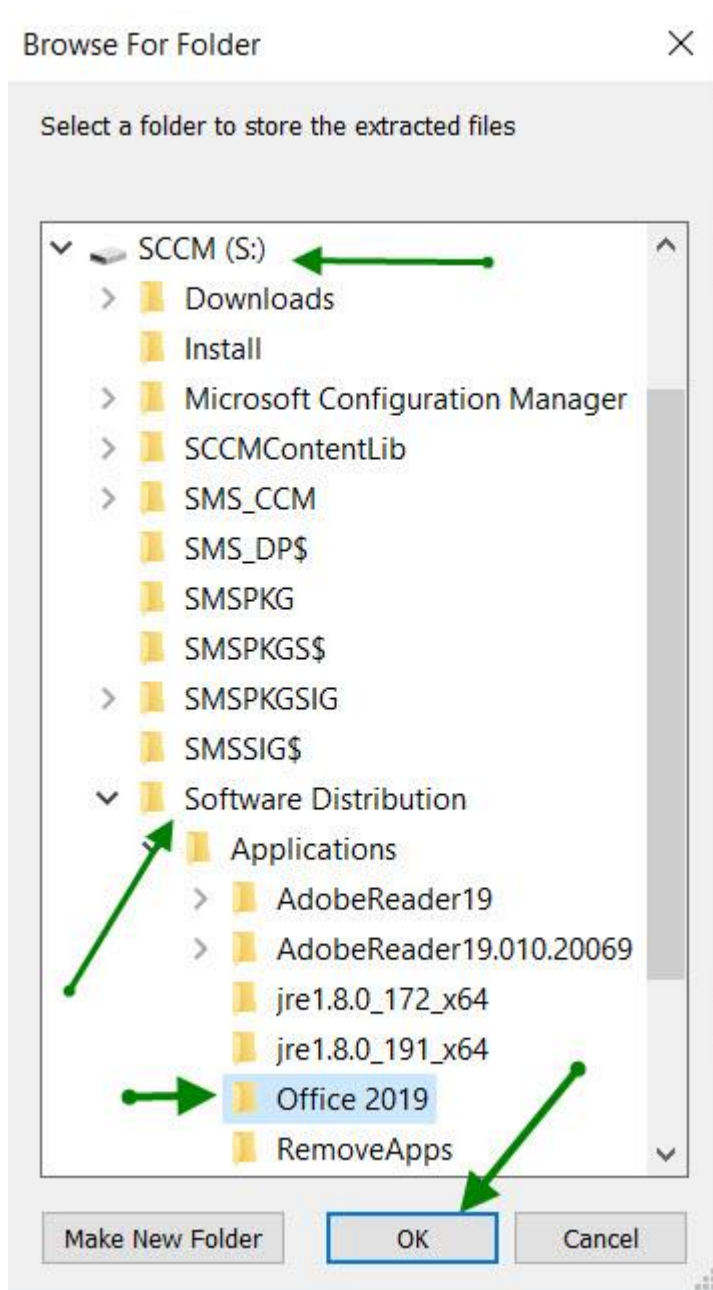 Browse For Folder
Select a folder to store the extracted files
SCCM (S:)
Downloads
Install
Microsoft Configuration Manager
SCCMContentLib
SMS_CCM
SMS_DP$
SMSPKG
SMSPKGS$
SMSPKGSIG
SMSSIG$
Software Distribution
Applications
AdobeReader19
AdobeReader19.010.20069
jre1.8.0_172_x64
jre1.8.0_191_x64
Office 2019
RemoveApps
Make New Folder OK Cancel